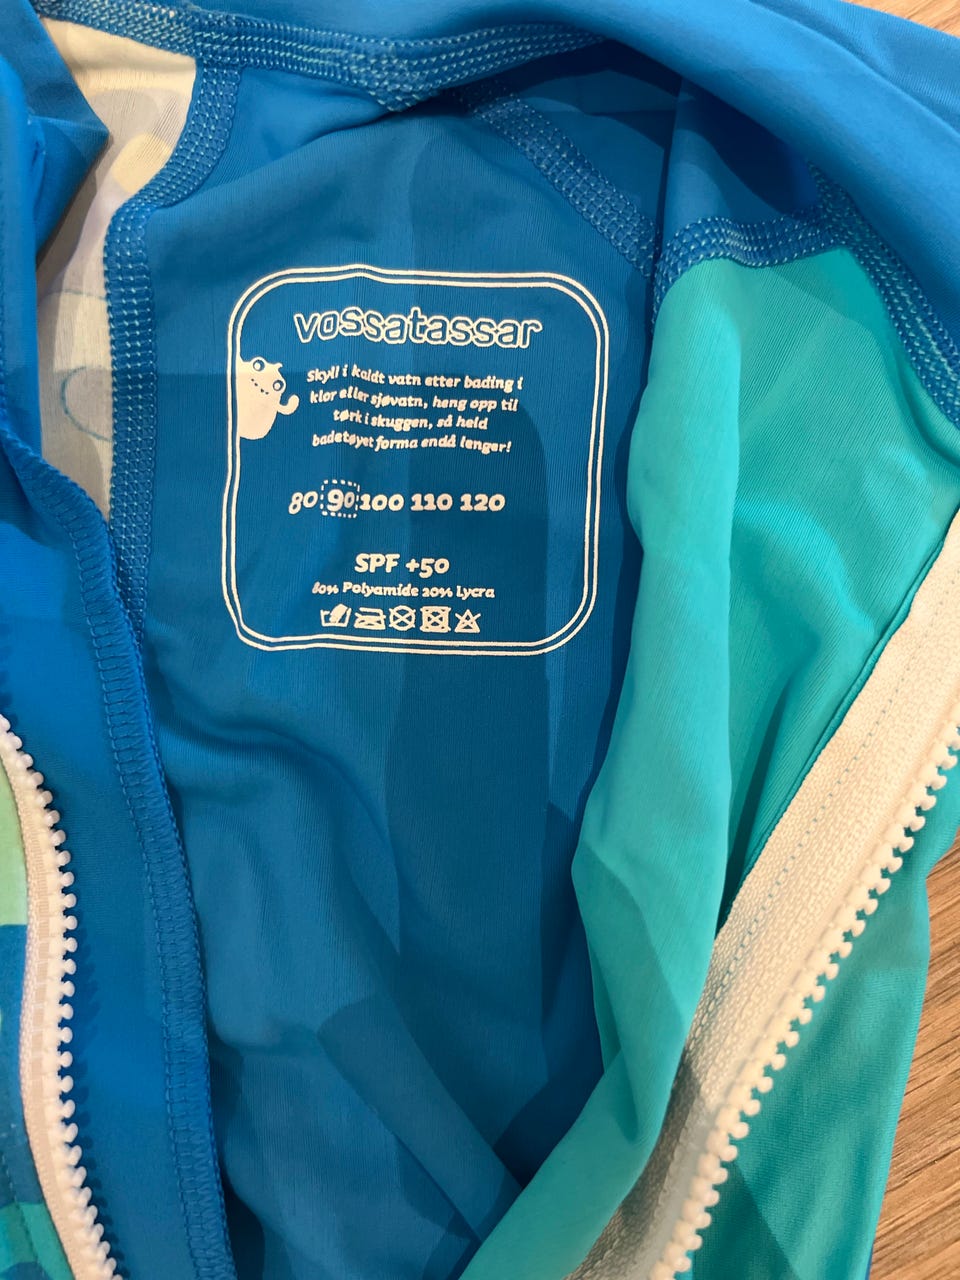 vossatassar
Skyll i kaldt vatn etter bading i
klor eller sjøvatn, heng opp til
tørk i skuggen, så held
badetøyet forma endå lenger!
80 90 100 110 120
SPF +50
80% Polyamide 20% Lycra